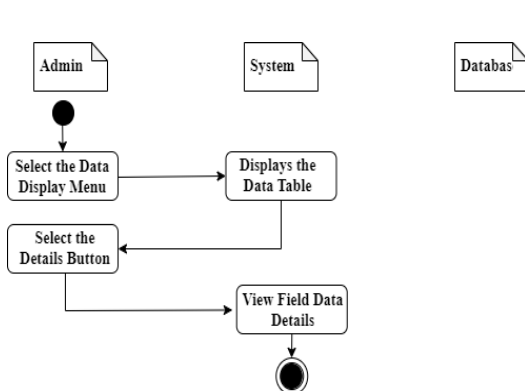 Admin
System
Databas
Select the Data
Display Menu
Displays the
Data Table
Select the
Details Button
View Field Data
Details